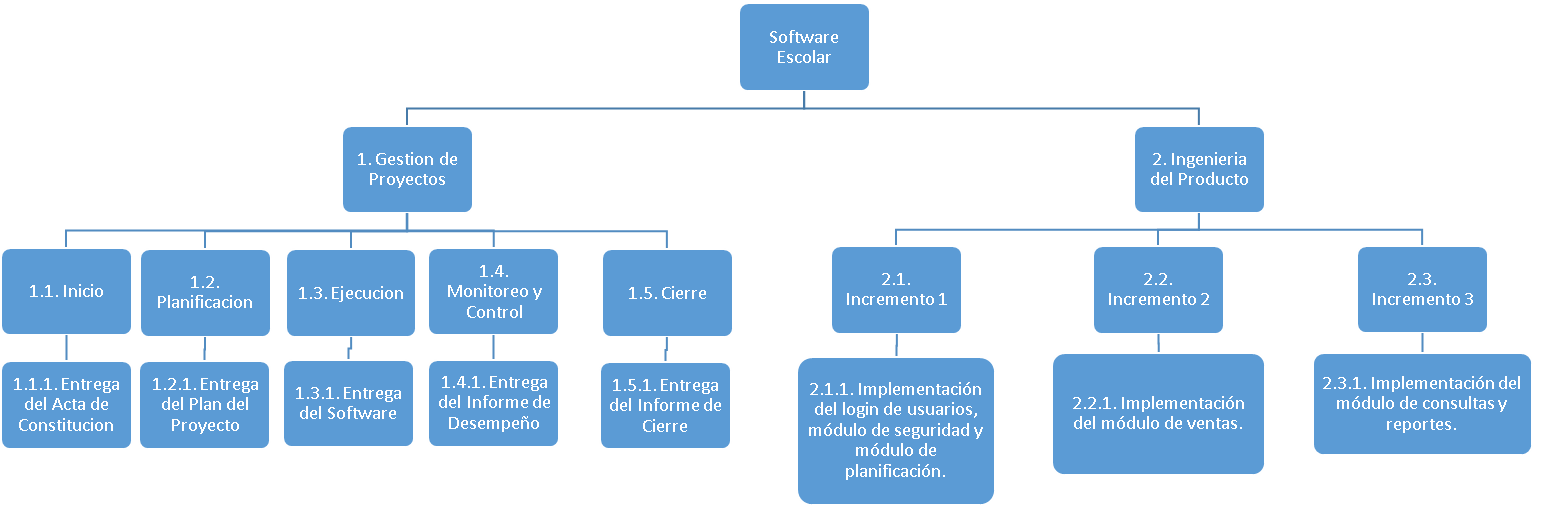 Software
Escolar
1. Gestion de
Proyectos
2. Ingenieria
del Producto
1.1. Inicio
1.2.
Planificacion
1.3. Ejecucion
1.4.
Monitoreo y
Control
1.5. Cierre
2.1.
Incremento 1
2.2.
Incremento 2
2.3.
Incremento 3
1.1.1. Entrega
del Acta de
Constitucion
1.2.1. Entrega
del Plan del
Proyecto
1.3.1. Entrega
del Software
1.4.1. Entrega
del Informe de
Desempeño
1.5.1. Entrega
del Informe de
Cierre
2.1.1. Implementación
del login de usuarios,
módulo de seguridad y
módulo de
planificación.
2.2.1. Implementación
del módulo de ventas.
2.3.1. Implementación del
módulo de consultas y
reportes.